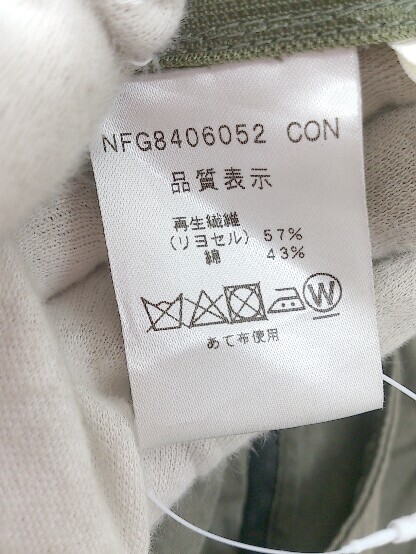 NFG8406052 CON
品質表示
再生繊維
(リヨセル) 57%
綿 43%
W
あて布使用